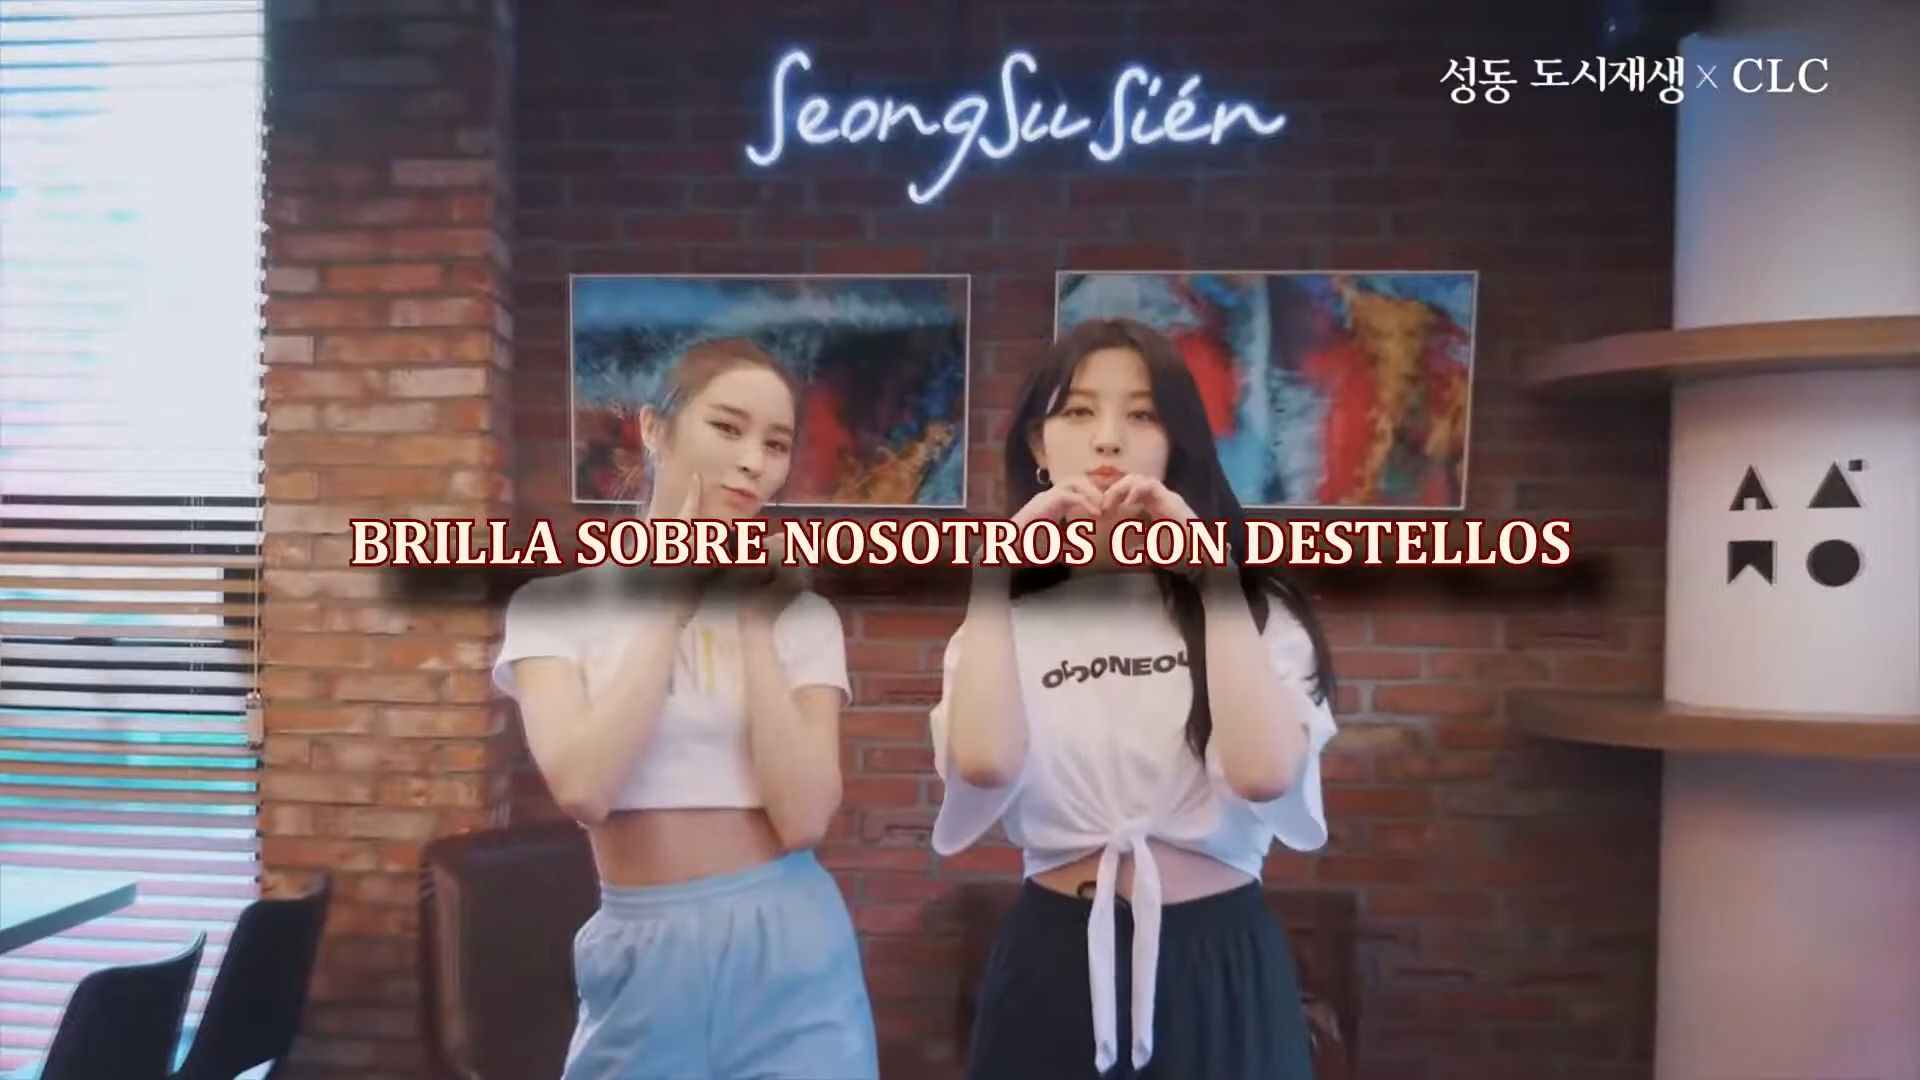 SeongSu Sién
성동 도시재생 × CLC
BRILLA SOBRE NOSOTROS CON DESTELLOS